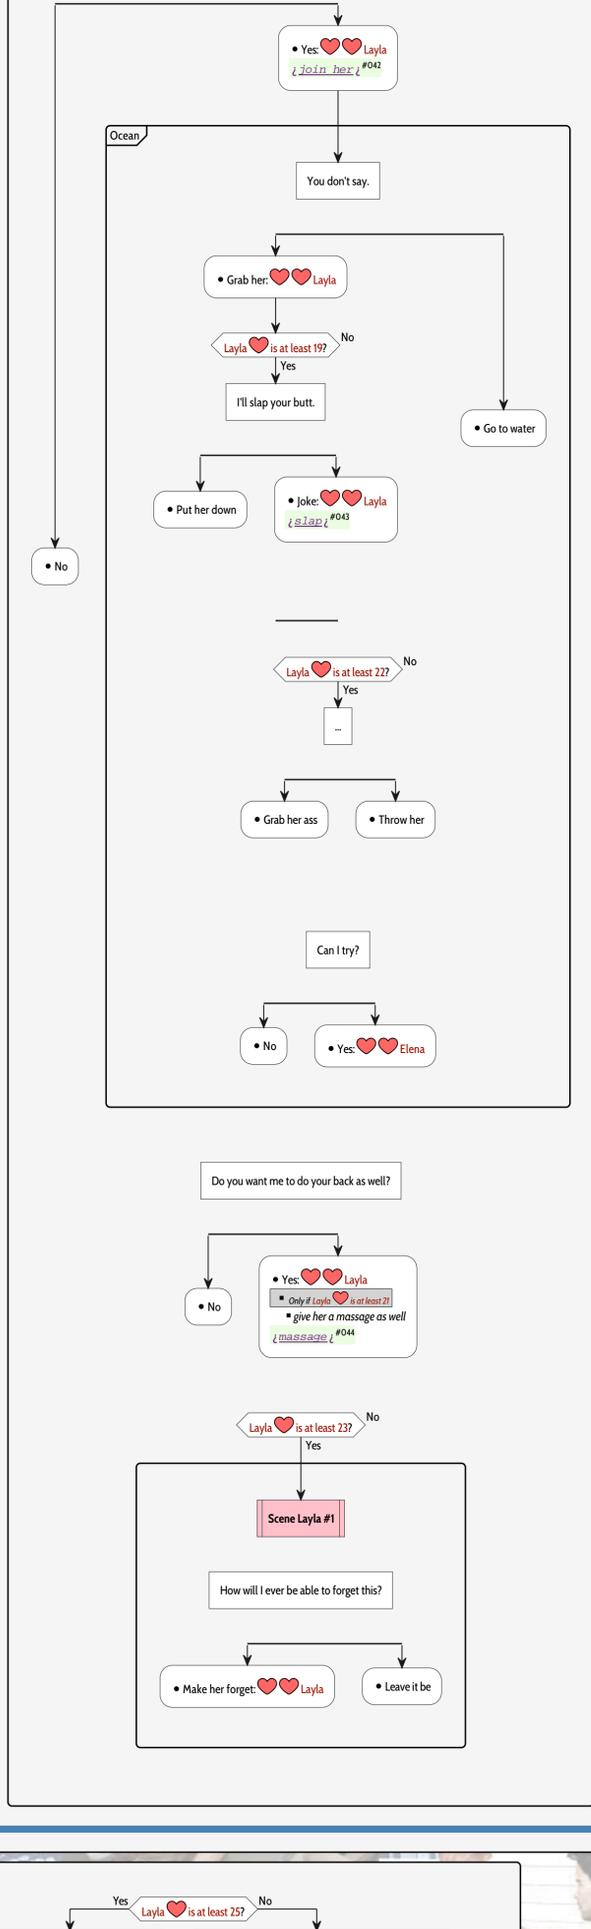 • Yes: Layla
¿join her¿#042
Ocean
You don't say.
• Grab her: Layla
Layla is at least 19?
No
Yes
I'll slap your butt.
• Go to water
• Put her down
• Joke: Layla
¿slap¿#043
• No
Layla is at least 22?
No
Yes
...
• Grab her ass
• Throw her
Can I try?
• No
• Yes: Elena
Do you want me to do your back as well?
• No
• Yes: Layla
▪ Only if Layla is at least 21
▪ give her a massage as well
¿massage¿#044
Layla is at least 23?
No
Yes
Scene Layla #1
How will I ever be able to forget this?
• Make her forget: Layla
• Leave it be
Yes
Layla is at least 25?
No